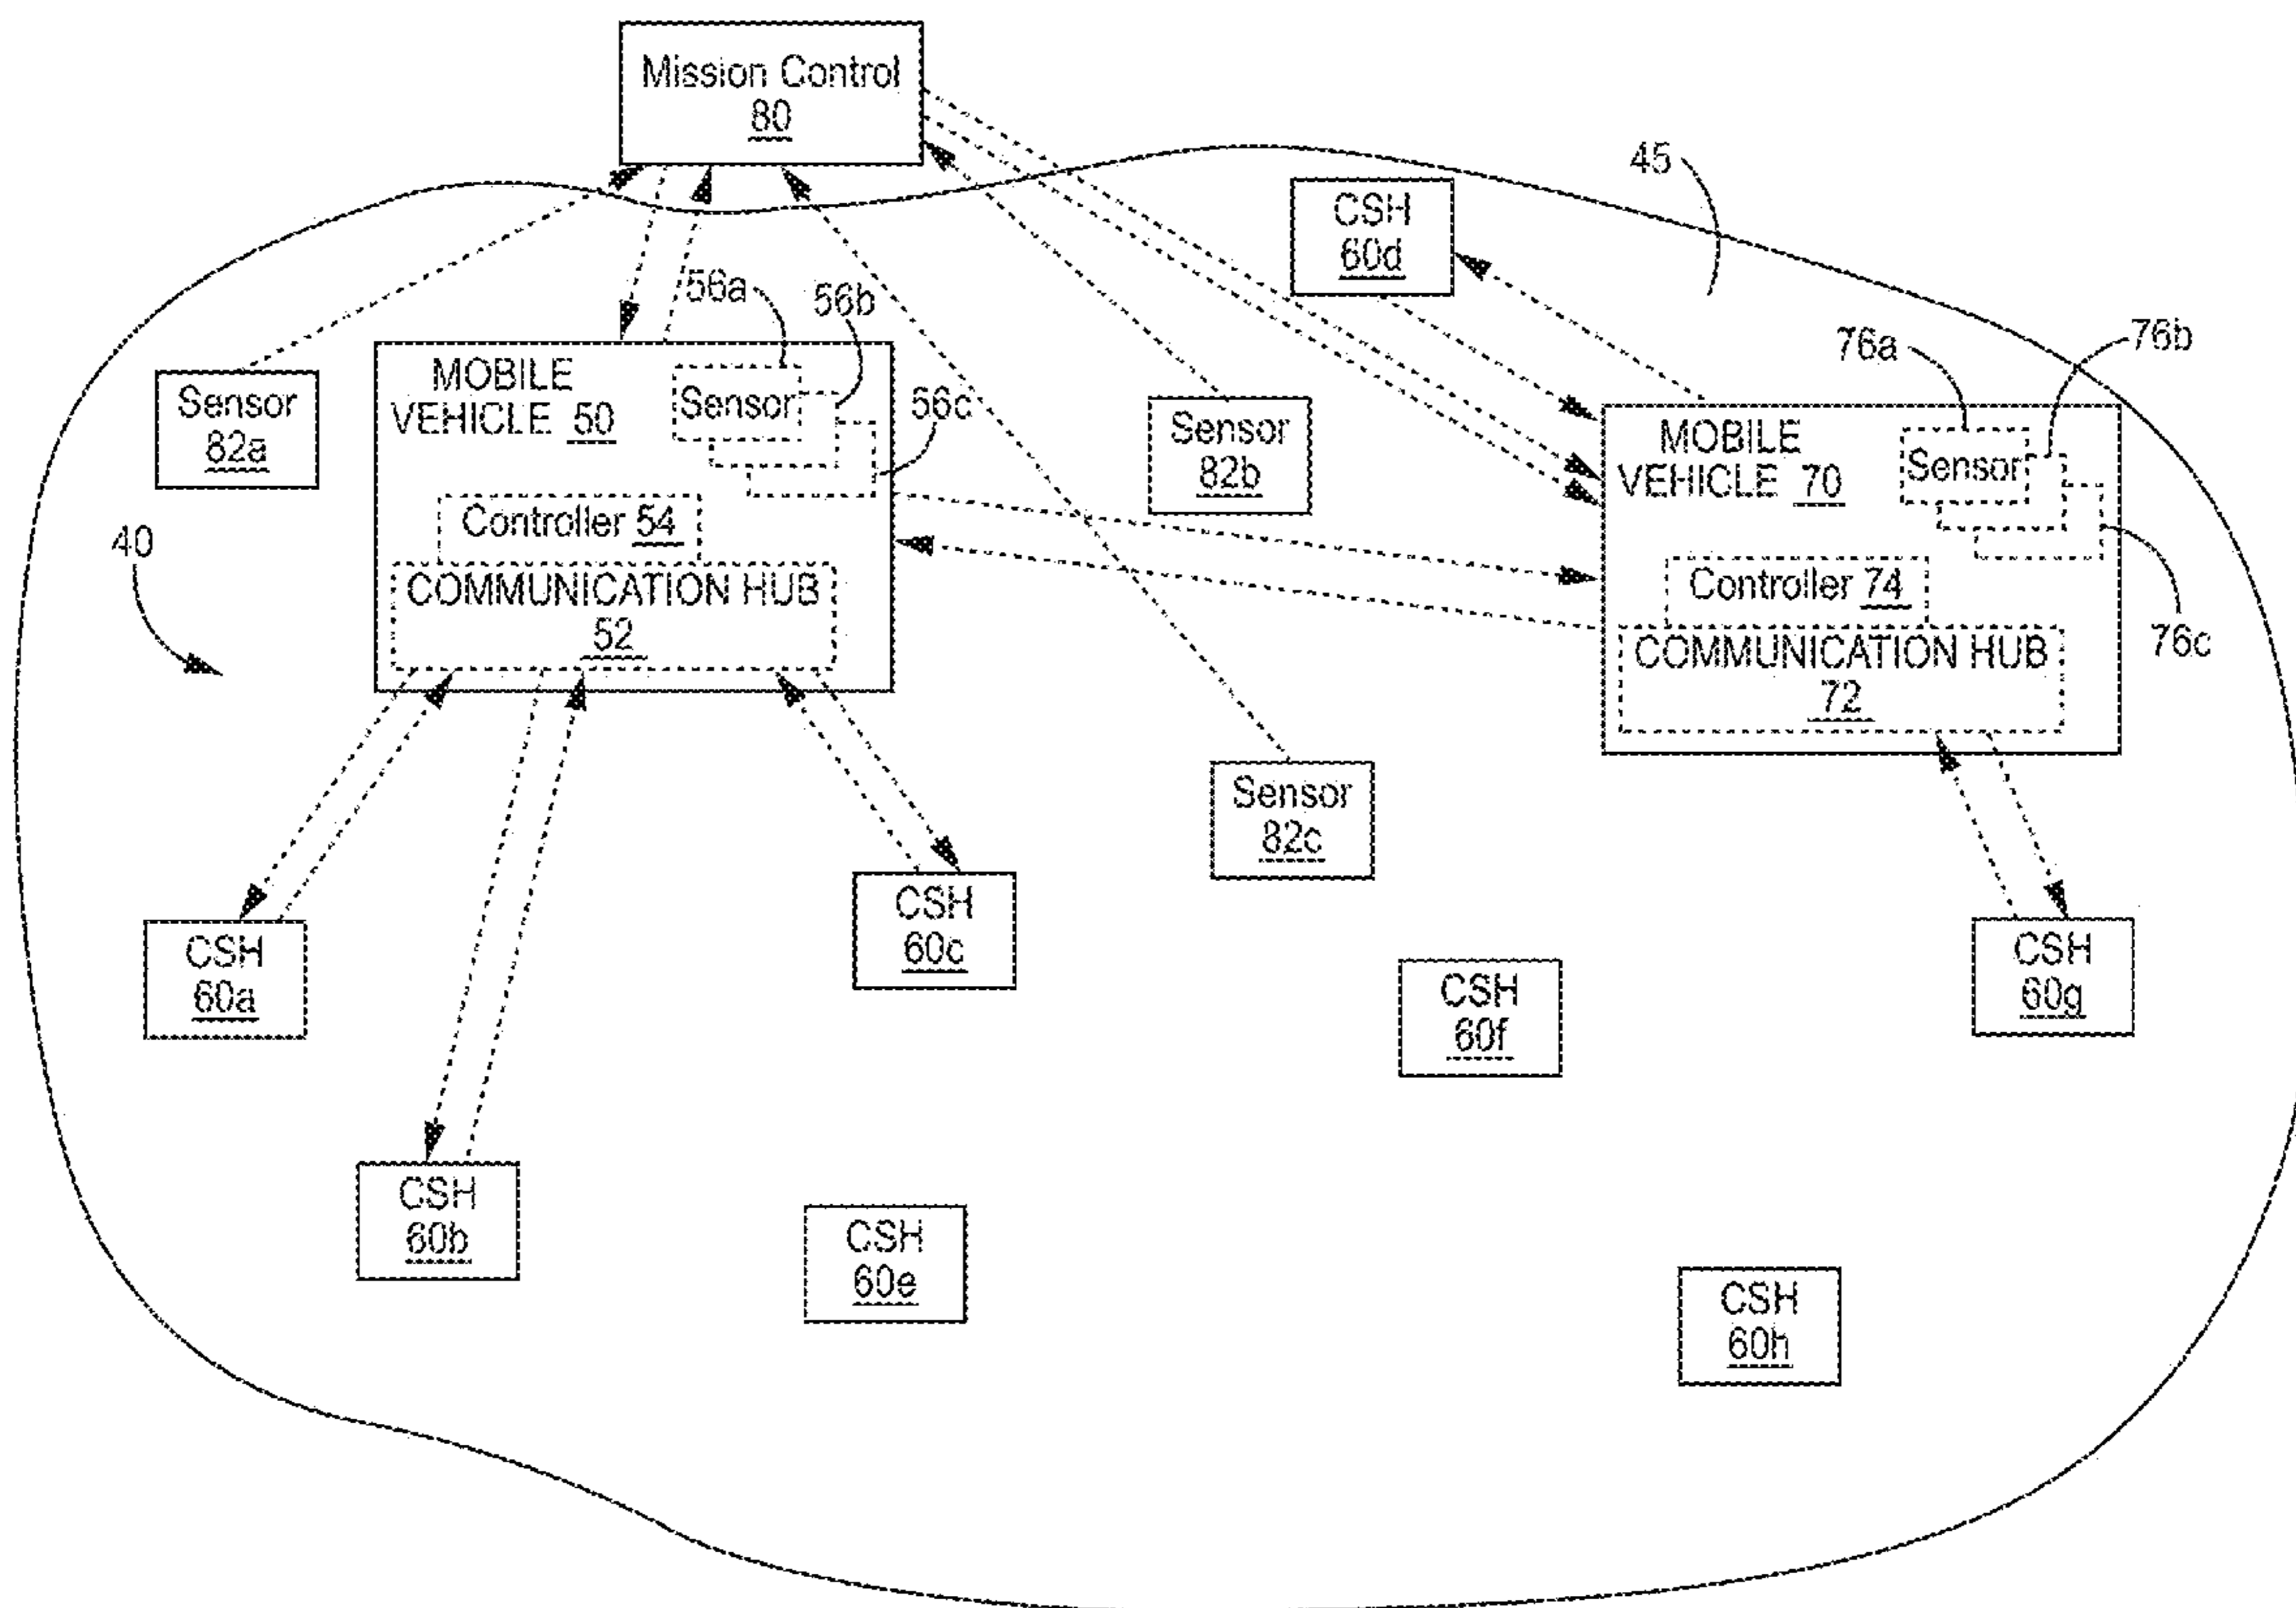 Mission Control
80
45
CSH
60d
56a
56b
76a
76b
MOBILE
VEHICLE 50
Sensor
56c
Sensor
82a
Sensor
82b
MOBILE
VEHICLE 70
Sensor
40
Controller 54
COMMUNICATION HUB
52
Controller 74
76c
COMMUNICATION HUB
72
Sensor
82c
CSH
60c
CSH
60a
CSH
60g
CSH
60f
CSH
60b
CSH
60e
CSH
60h